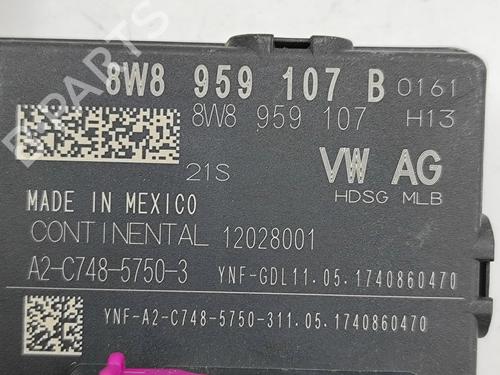 8W8 959 107 B 0161
8W8 959 107 H13
21S VW AG
HDSG MLB
MADE IN MEXICO
CONTINENTAL 12028001
A2-C748-5750-3 YNF-GDL11.05.1740860470
YNF-A2-C748-5750-311.05.1740860470
B-PARTS